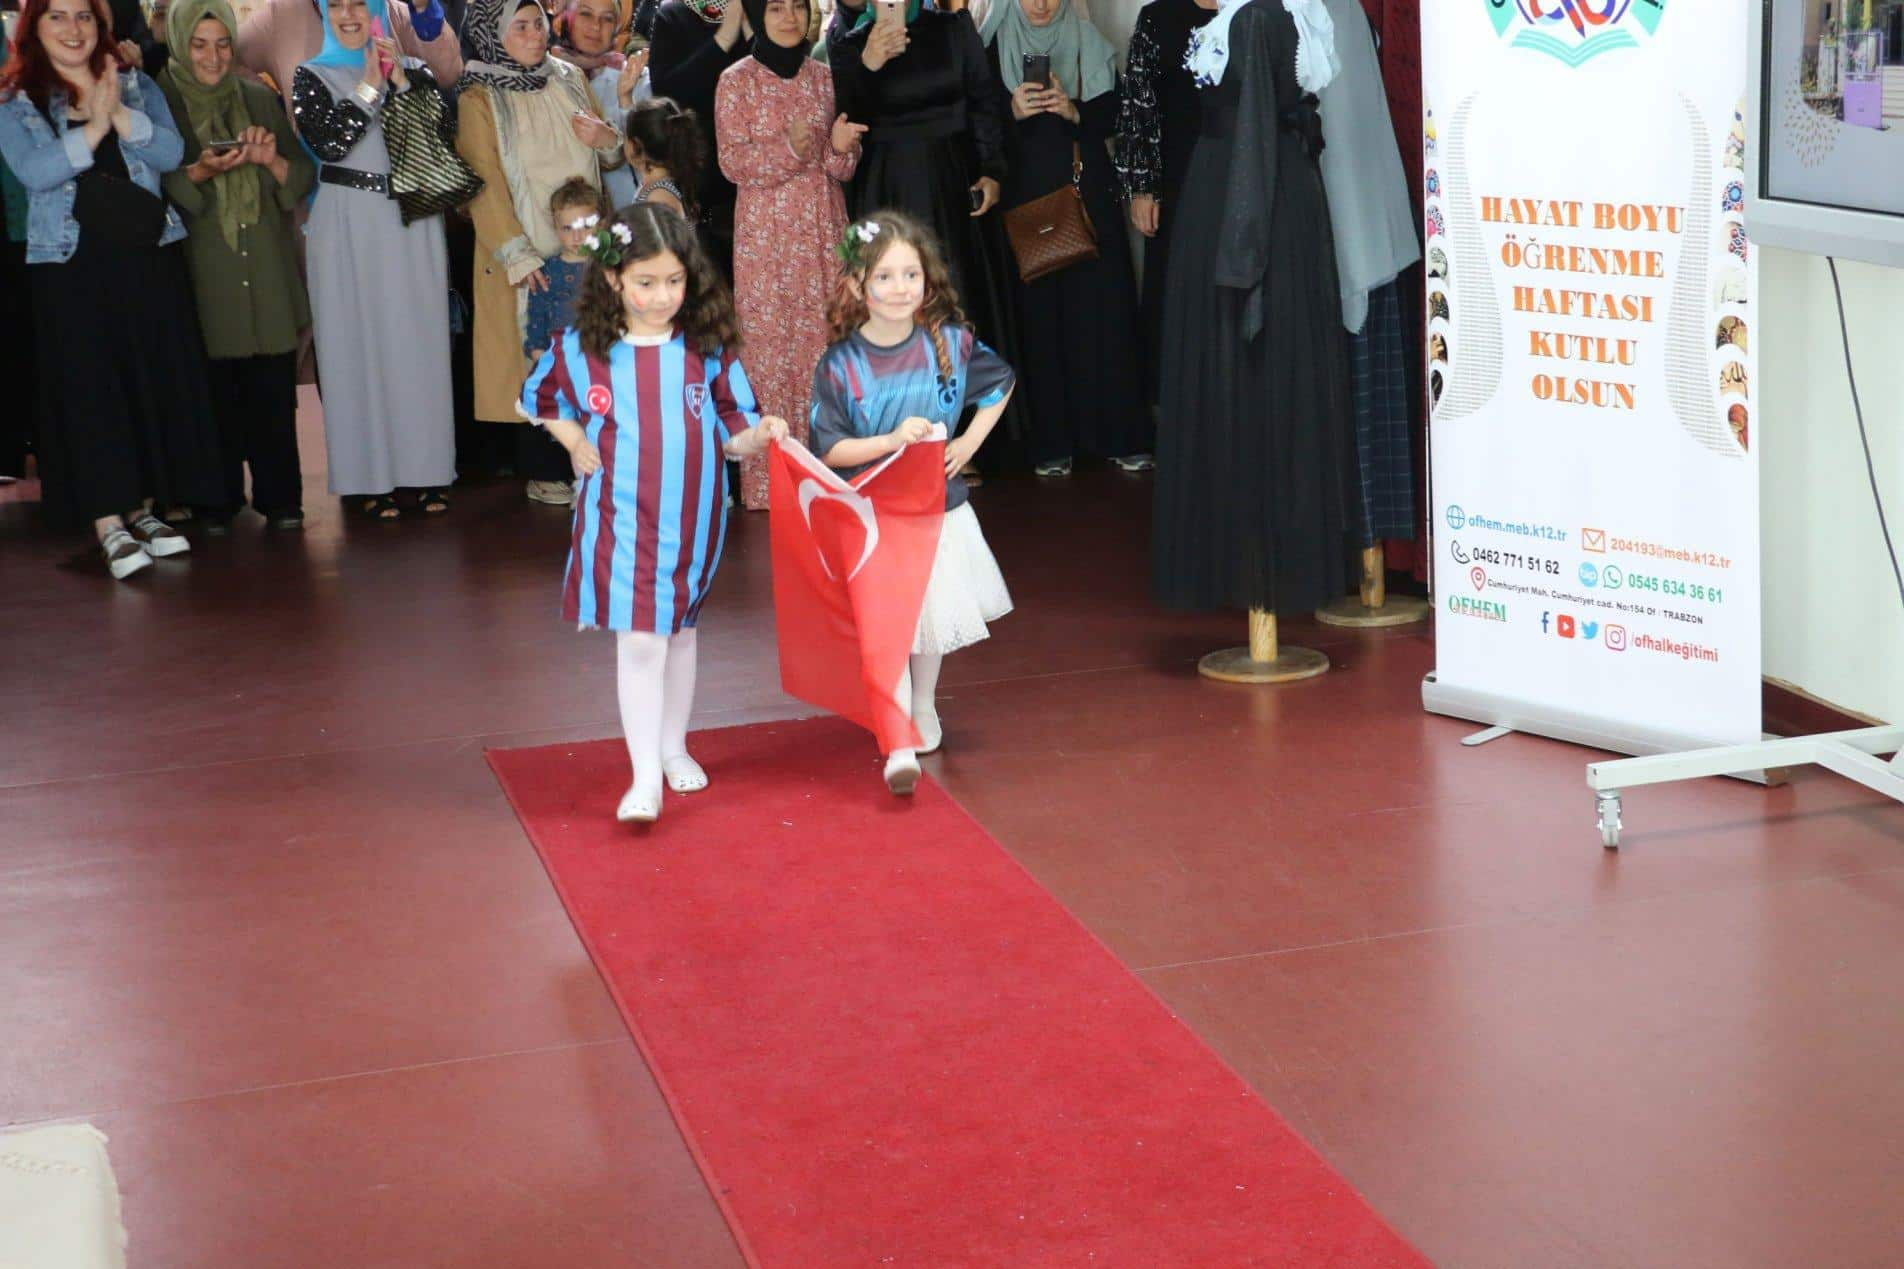 HAYAT BOYU
ÖĞRENME
HAFTASI
KUTLU
OLSUN
ofhem.meb.k12.tr
204193@meb.k12.tr
0462 771 51 62
bip
0545 634 36 61
Cumhuriyet Mah. Cumhuriyet cad. No:154 Of / TRABZON
OFHEM
/ofhalkeğitimi